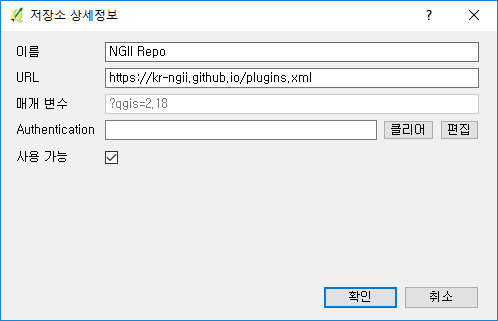 저장소 상세정보
이름 NGII Repo
URL https://kr-ngii.github.io/plugins.xml
매개 변수 ?qgis=2.18
Authentication 클리어 편집
사용 가능
확인 취소